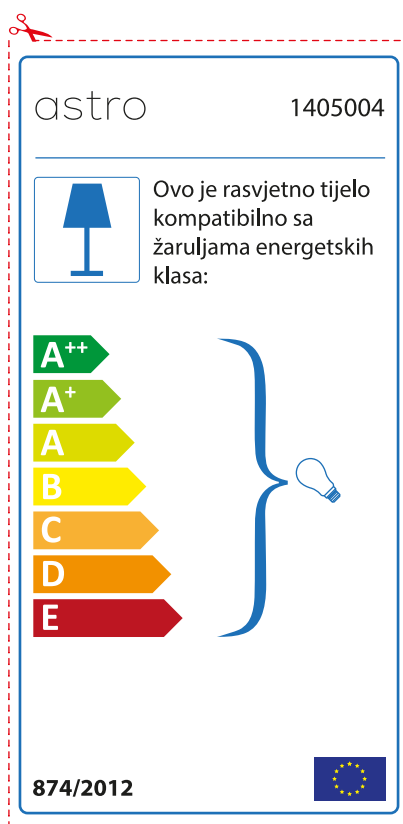 astro
1405004
Ovo je rasvjetno tijelo
kompatibilno sa
žaruljama energetskih
klasa:
A++
A+
A
B
C
D
E
874/2012